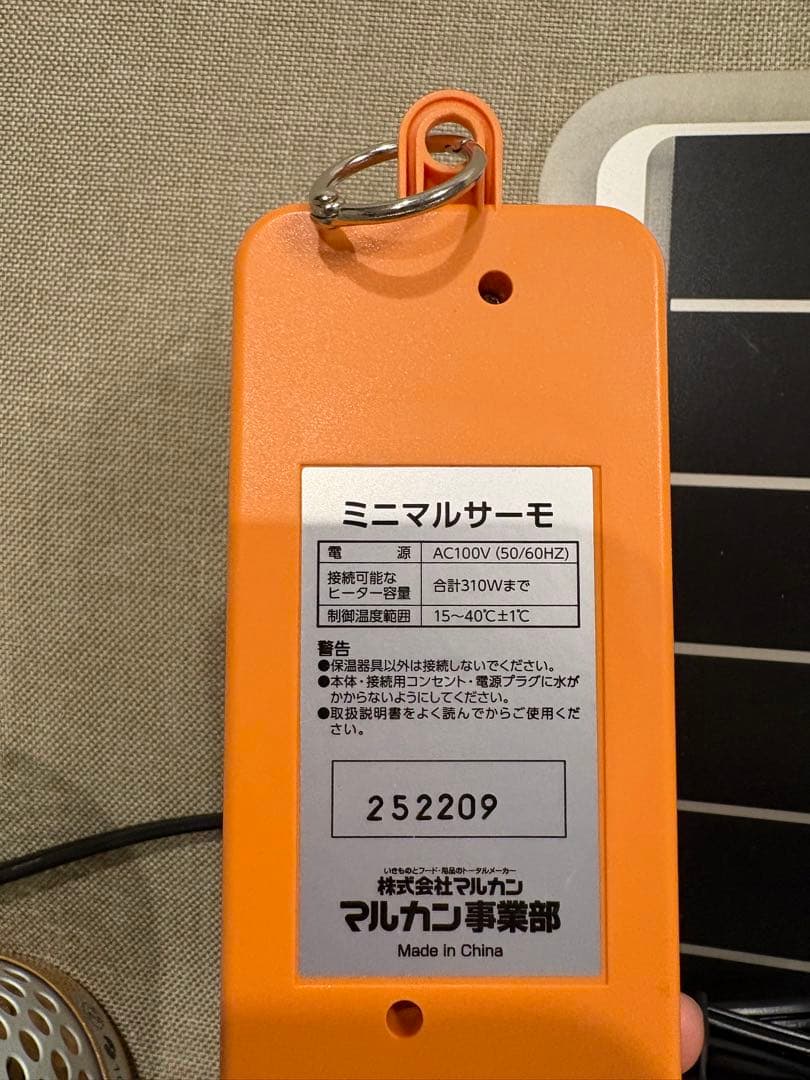 ミニマルサーモ
電源 AC100V (50/60HZ)
接続可能な
ヒーター容量 合計310Wまで
制御温度範囲 15～40℃±1℃
警告
●保温器具以外は接続しないでください。
●本体・接続用コンセント・電源プラグに水が
かからないようにしてください。
●取扱説明書をよく読んでからご使用くだ
さい。
252209
いきものとフード・用品のトータルメーカー
株式会社マルカン
マルカン事業部
Made in China